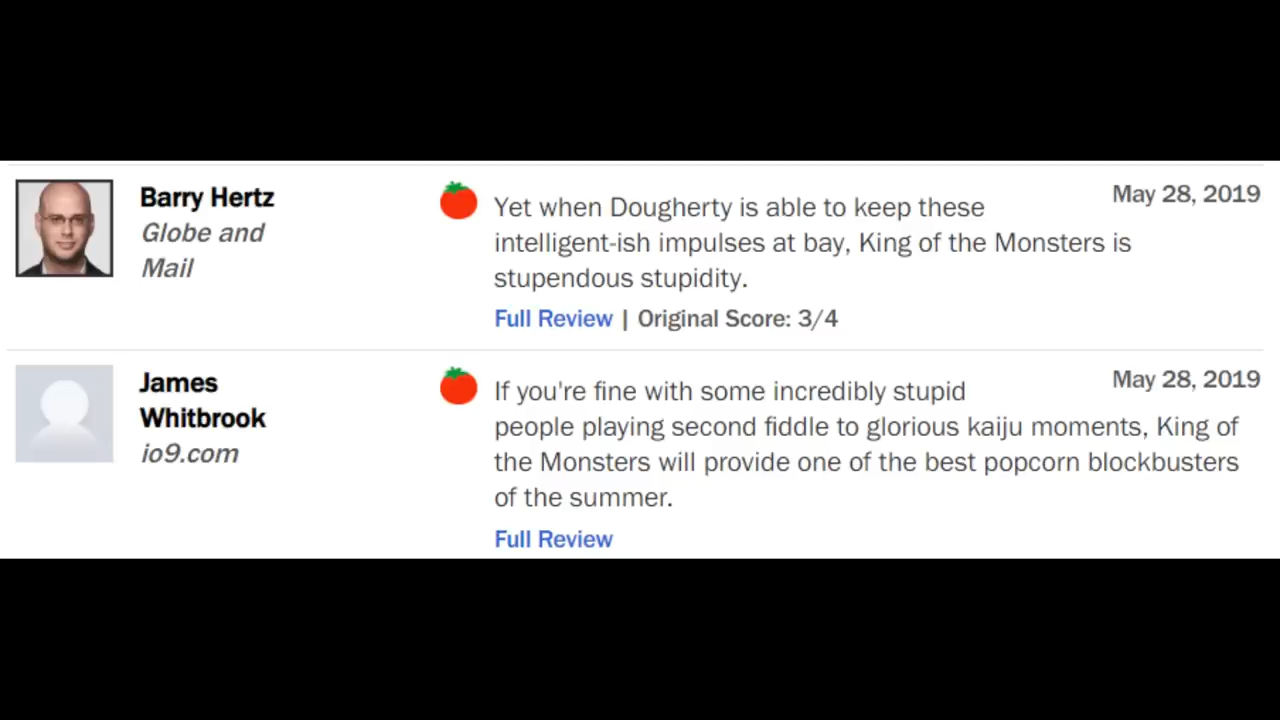 Barry Hertz
Globe and
Mail
Yet when Dougherty is able to keep these
intelligent-ish impulses at bay, King of the Monsters is
stupendous stupidity.
Full Review | Original Score: 3/4
May 28, 2019
James
Whitbrook
io9.com
If you're fine with some incredibly stupid
people playing second fiddle to glorious kaiju moments, King of
the Monsters will provide one of the best popcorn blockbusters
of the summer.
Full Review
May 28, 2019